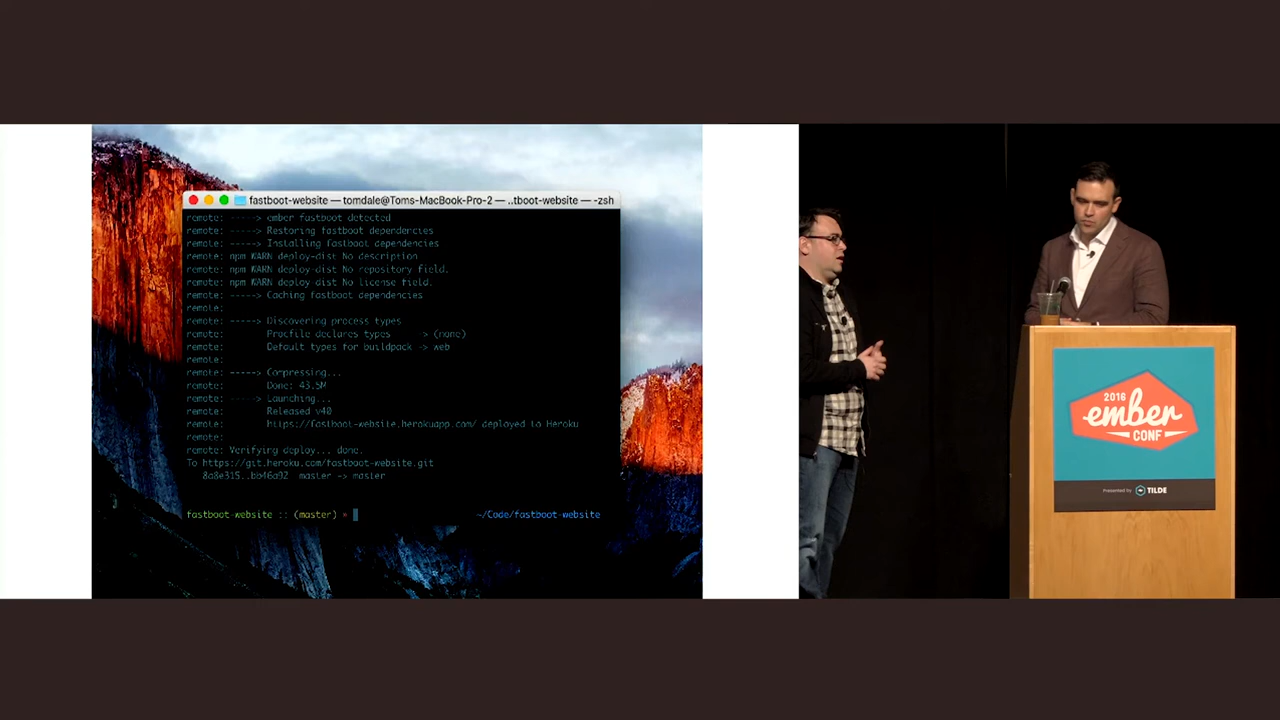 fastboot-website — tomdale@Toms-MacBook-Pro-2 — ..tboot-website — -zsh
remote: -----> ember fastboot detected
remote: -----> Restoring fastboot dependencies
remote: -----> Installing fastboot dependencies
remote: npm WARN deploy-dist No description
remote: npm WARN deploy-dist No repository field.
remote: npm WARN deploy-dist No license field.
remote: -----> Caching fastboot dependencies
remote:
remote: -----> Discovering process types
remote: Procfile declares types -> (none)
remote: Default types for buildpack -> web
remote:
remote: -----> Compressing...
remote: Done: 43.5M
remote: -----> Launching...
remote: Released v40
remote: https://fastboot-website.herokuapp.com/ deployed to Heroku
remote:
remote: Verifying deploy... done.
To https://git.heroku.com/fastboot-website.git
8a8e315..bb46a92 master -> master
fastboot-website :: (master) » ~/Code/fastboot-website
2016
ember
CONF
Presented by TILDE